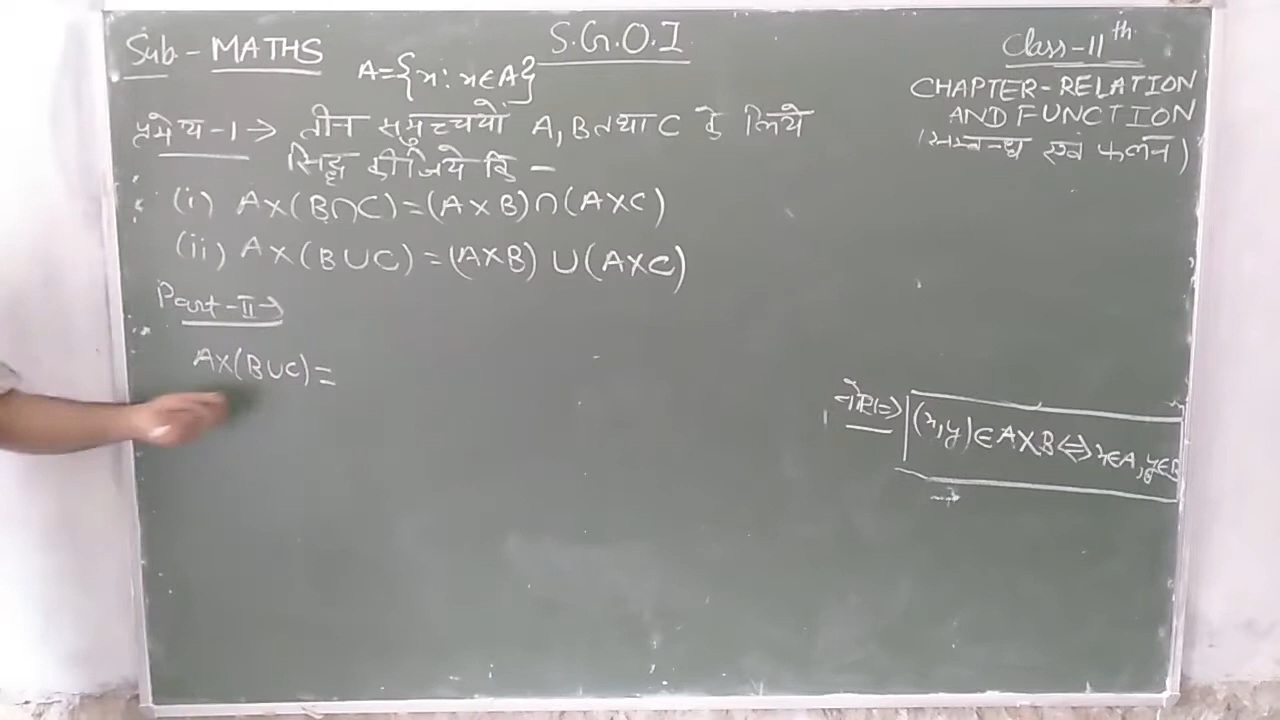 Sub - MATHS
S.G.O.I
Class-11th
A={x: x∈A}
CHAPTER-RELATION
AND FUNCTION
(सम्बन्ध एवं फलन)
प्रमेय-1→ तीन समुच्चयों A, B तथा C के लिये
सिद्ध कीजिये कि –
(i) A×(B∩C)=(A×B)∩(A×C)
(ii) A×(B∪C)=(A×B)∪(A×C)
Part-II→
A×(B∪C)=
नोट⇒ (x,y)∈A×B⇔x∈A, y∈B
→